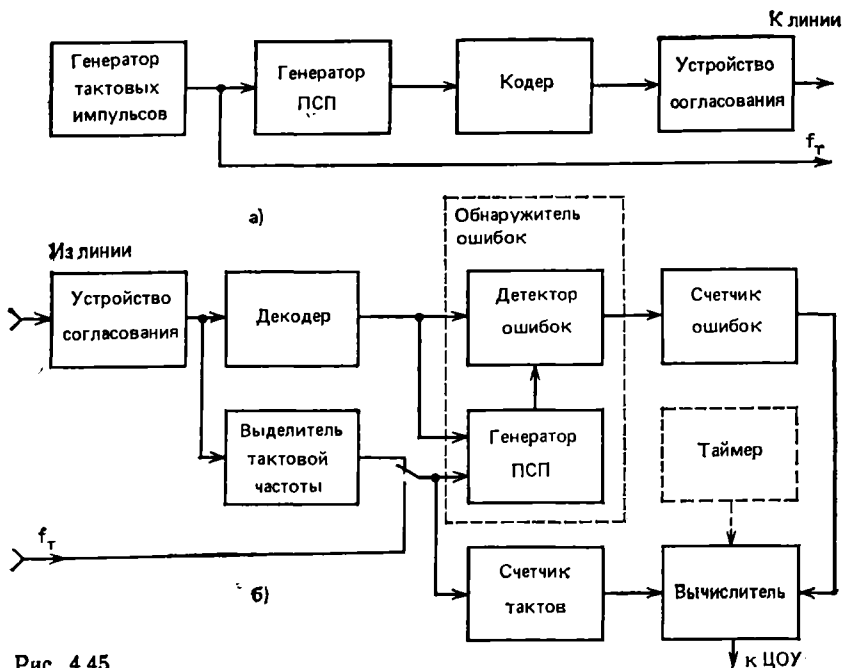 К линии
Генератор
тактовых
импульсов
Генератор
ПСП
Кодер
Устройство
согласования
fт
а)
Обнаружитель
ошибок
Из линии
Устройство
согласования
Декодер
Детектор
ошибок
Счетчик
ошибок
Выделитель
тактовой
частоты
Генератор
ПСП
Таймер
fт
б)
Счетчик
тактов
Вычислитель
к ЦОУ
Рис. 4.45